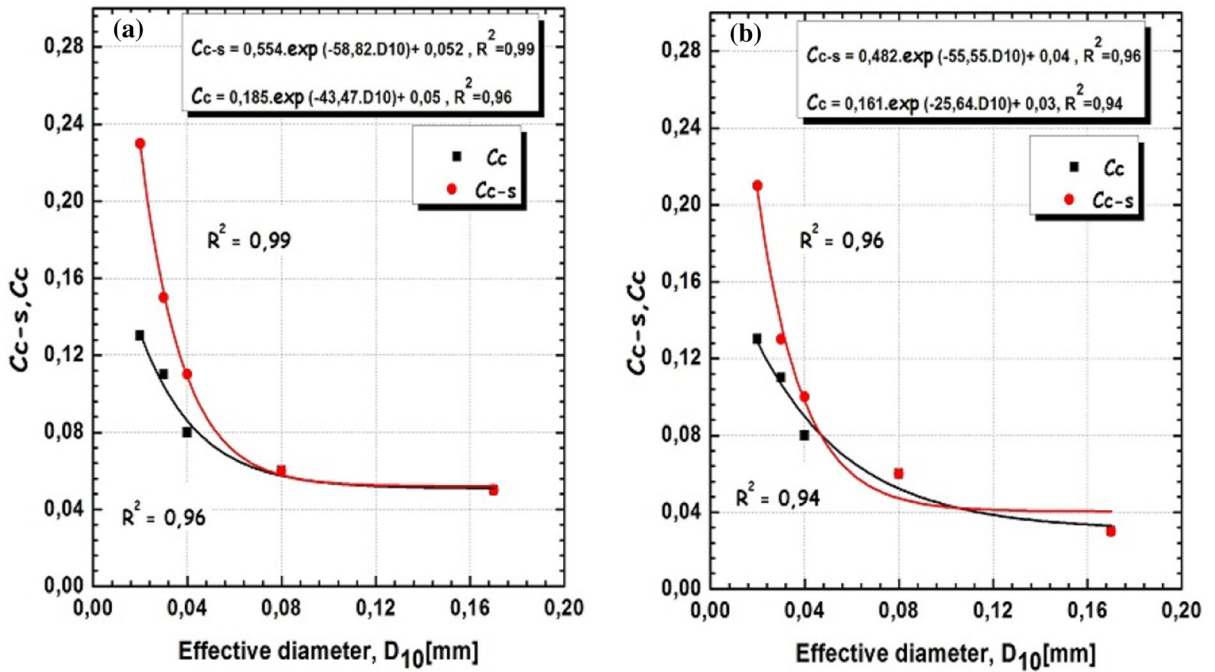 (a)
Cc-s = 0,554.exp (-58,82.D10)+ 0,052 , R²=0,99
Cc = 0,185.exp (-43,47.D10)+ 0,05 , R²=0,96
Cc
Cc-s
R² = 0,99
R² = 0,96
0,28
0,24
0,20
0,16
0,12
0,08
0,04
0,00
0,00 0,04 0,08 0,12 0,16 0,20
Cc-s, Cc
Effective diameter, D₁₀[mm]
(b)
Cc-s = 0,482.exp (-55,55.D10)+ 0,04 , R²=0,96
Cc = 0,161.exp (-25,64.D10)+ 0,03, R²=0,94
Cc
Cc-s
R² = 0,96
R² = 0,94
0,28
0,24
0,20
0,16
0,12
0,08
0,04
0,00
0,00 0,04 0,08 0,12 0,16 0,20
Cc-s, Cc
Effective diameter, D₁₀[mm]